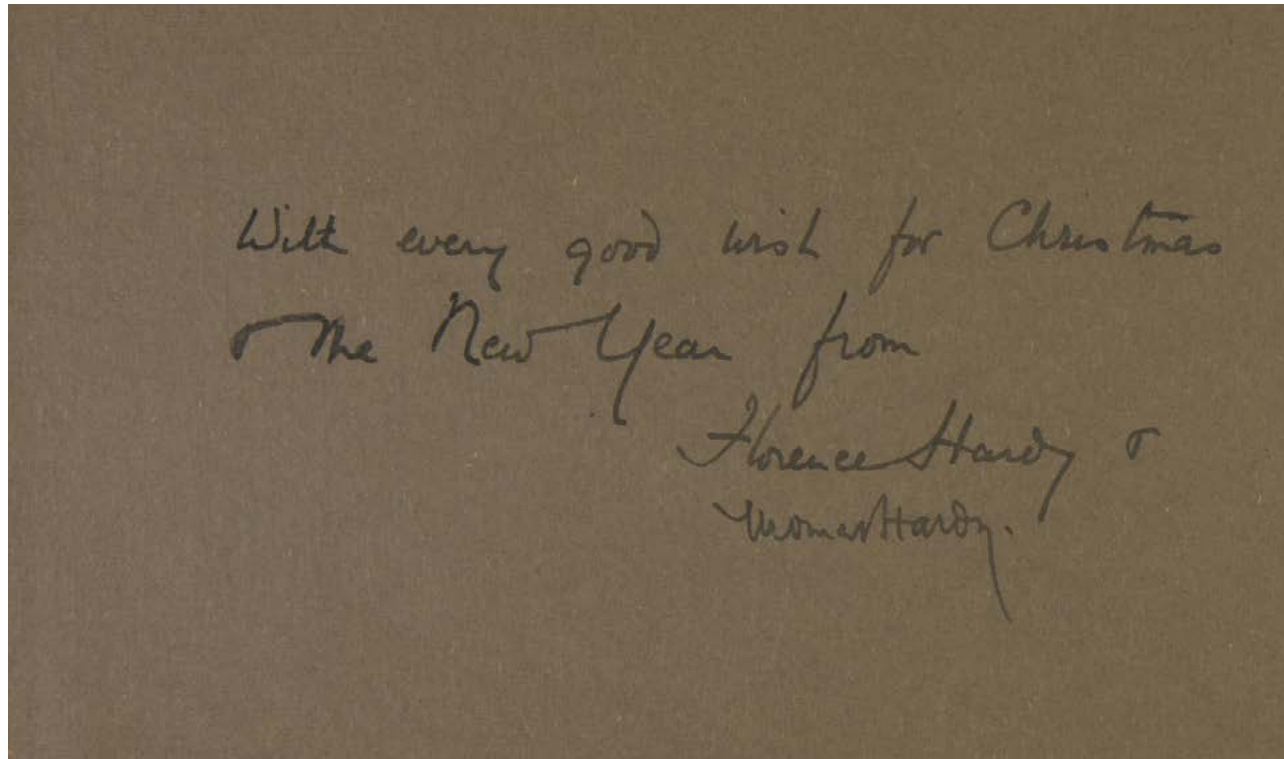 With every good wish for Christmas
& the New Year from
Florence Hardy &
Thomas Hardy.